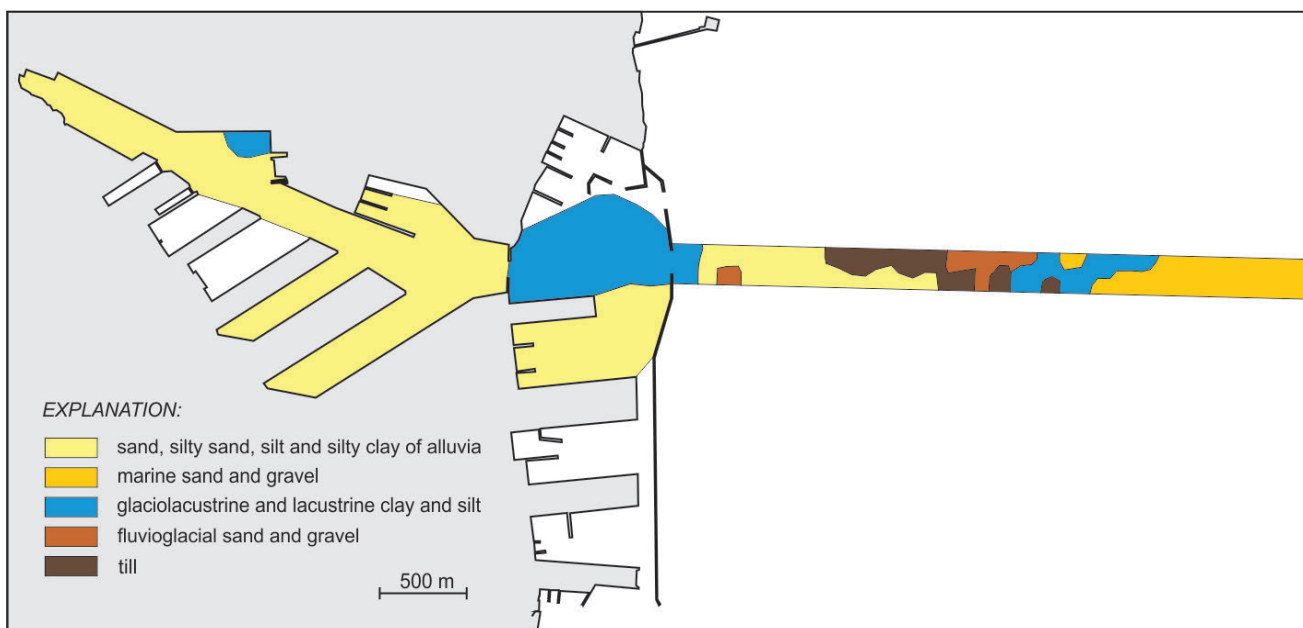 EXPLANATION:
sand, silty sand, silt and silty clay of alluvia
marine sand and gravel
glaciolacustrine and lacustrine clay and silt
fluvioglacial sand and gravel
till
500 m